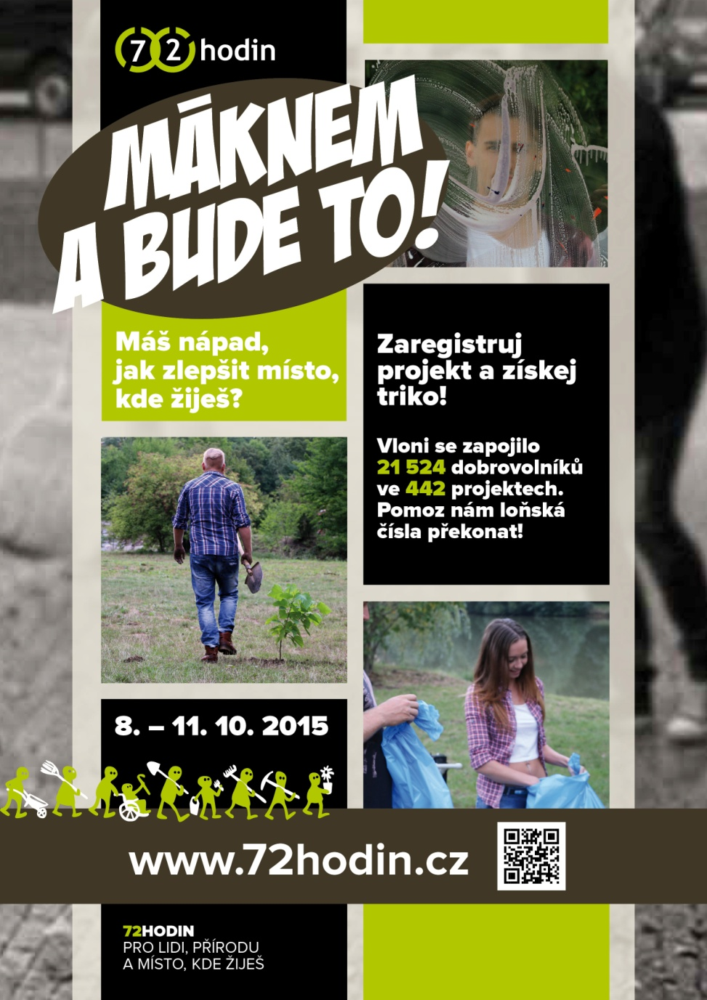 72 hodin
MĀKNEM
A BUDE TO!
Máš nápad,
jak zlepšit místo,
kde žiješ?
Zaregistruj
projekt a získej
triko!
Vloni se zapojilo
21 524 dobrovolníků
ve 442 projektech.
Pomoz nám loňská
čísla překonat!
8. – 11. 10. 2015
www.72hodin.cz
72HODIN
PRO LIDI, PŘÍRODU
A MÍSTO, KDE ŽIJEŠ